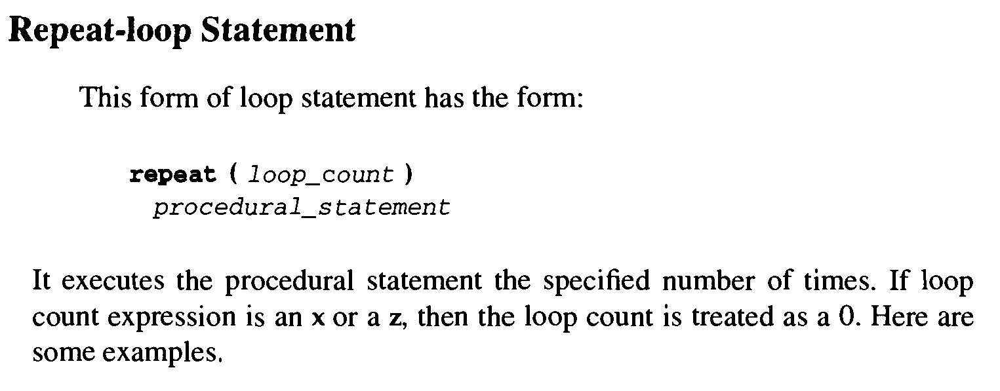 Repeat-loop Statement
This form of loop statement has the form:
repeat ( loop_count )
procedural_statement
It executes the procedural statement the specified number of times. If loop
count expression is an x or a z, then the loop count is treated as a 0. Here are
some examples.